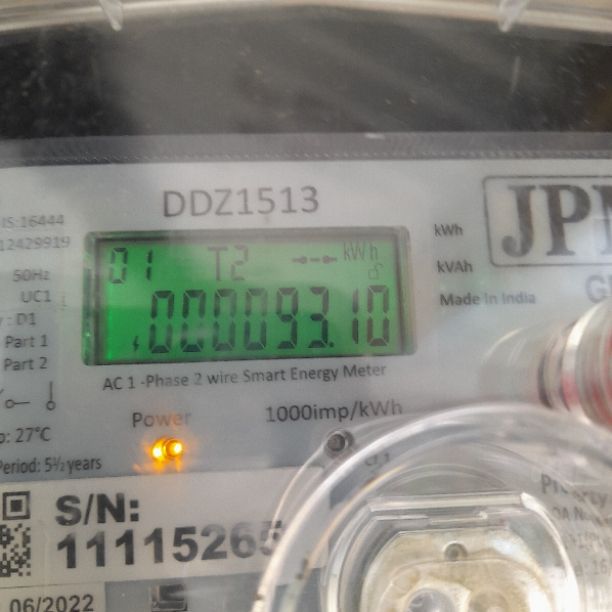 DDZ1513
IS:16444
12429919
50Hz
UC1
: D1
Part 1
Part 2
: 27°C
Period: 5½ years
01 T2 kWh
000093.10
kWh
kVAh
JPM
Made In India
AC 1 -Phase 2 wire Smart Energy Meter
Power
1000imp/kWh
S/N:
11115265
06/2022